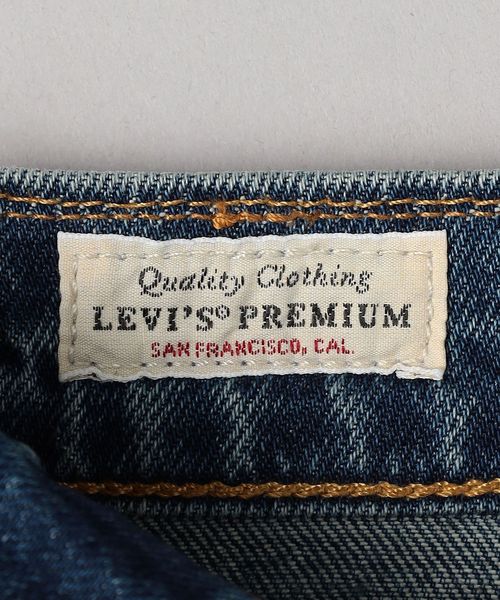 Quality Clothing
LEVI'S® PREMIUM
SAN FRANCISCO, CAL.